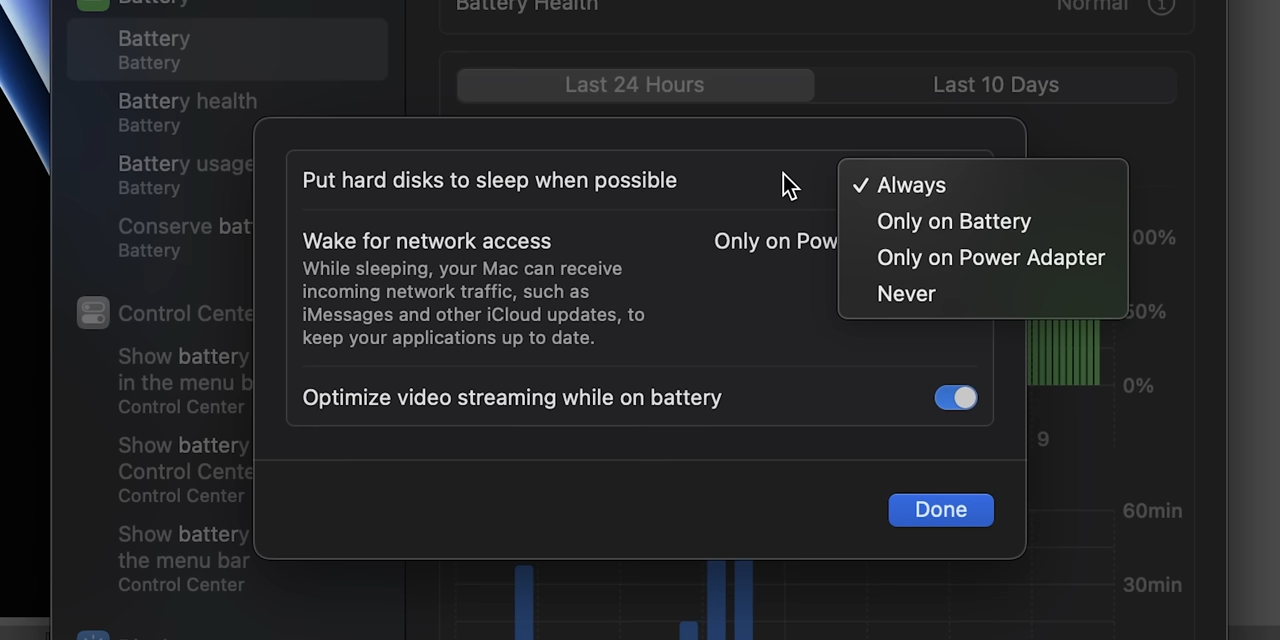 Battery
Battery
Battery
Battery health
Battery
Battery usage
Battery
Conserve bat
Battery
Control Cente
Show battery
in the menu b
Control Center
Show battery
Control Cente
Control Center
Show battery
the menu bar
Control Center
Battery Health
Normal
Last 24 Hours
Last 10 Days
Put hard disks to sleep when possible
✓ Always
Only on Battery
Only on Power Adapter
Never
Wake for network access
Only on Pow
While sleeping, your Mac can receive
incoming network traffic, such as
iMessages and other iCloud updates, to
keep your applications up to date.
Optimize video streaming while on battery
Done
00%
50%
0%
9
60min
30min